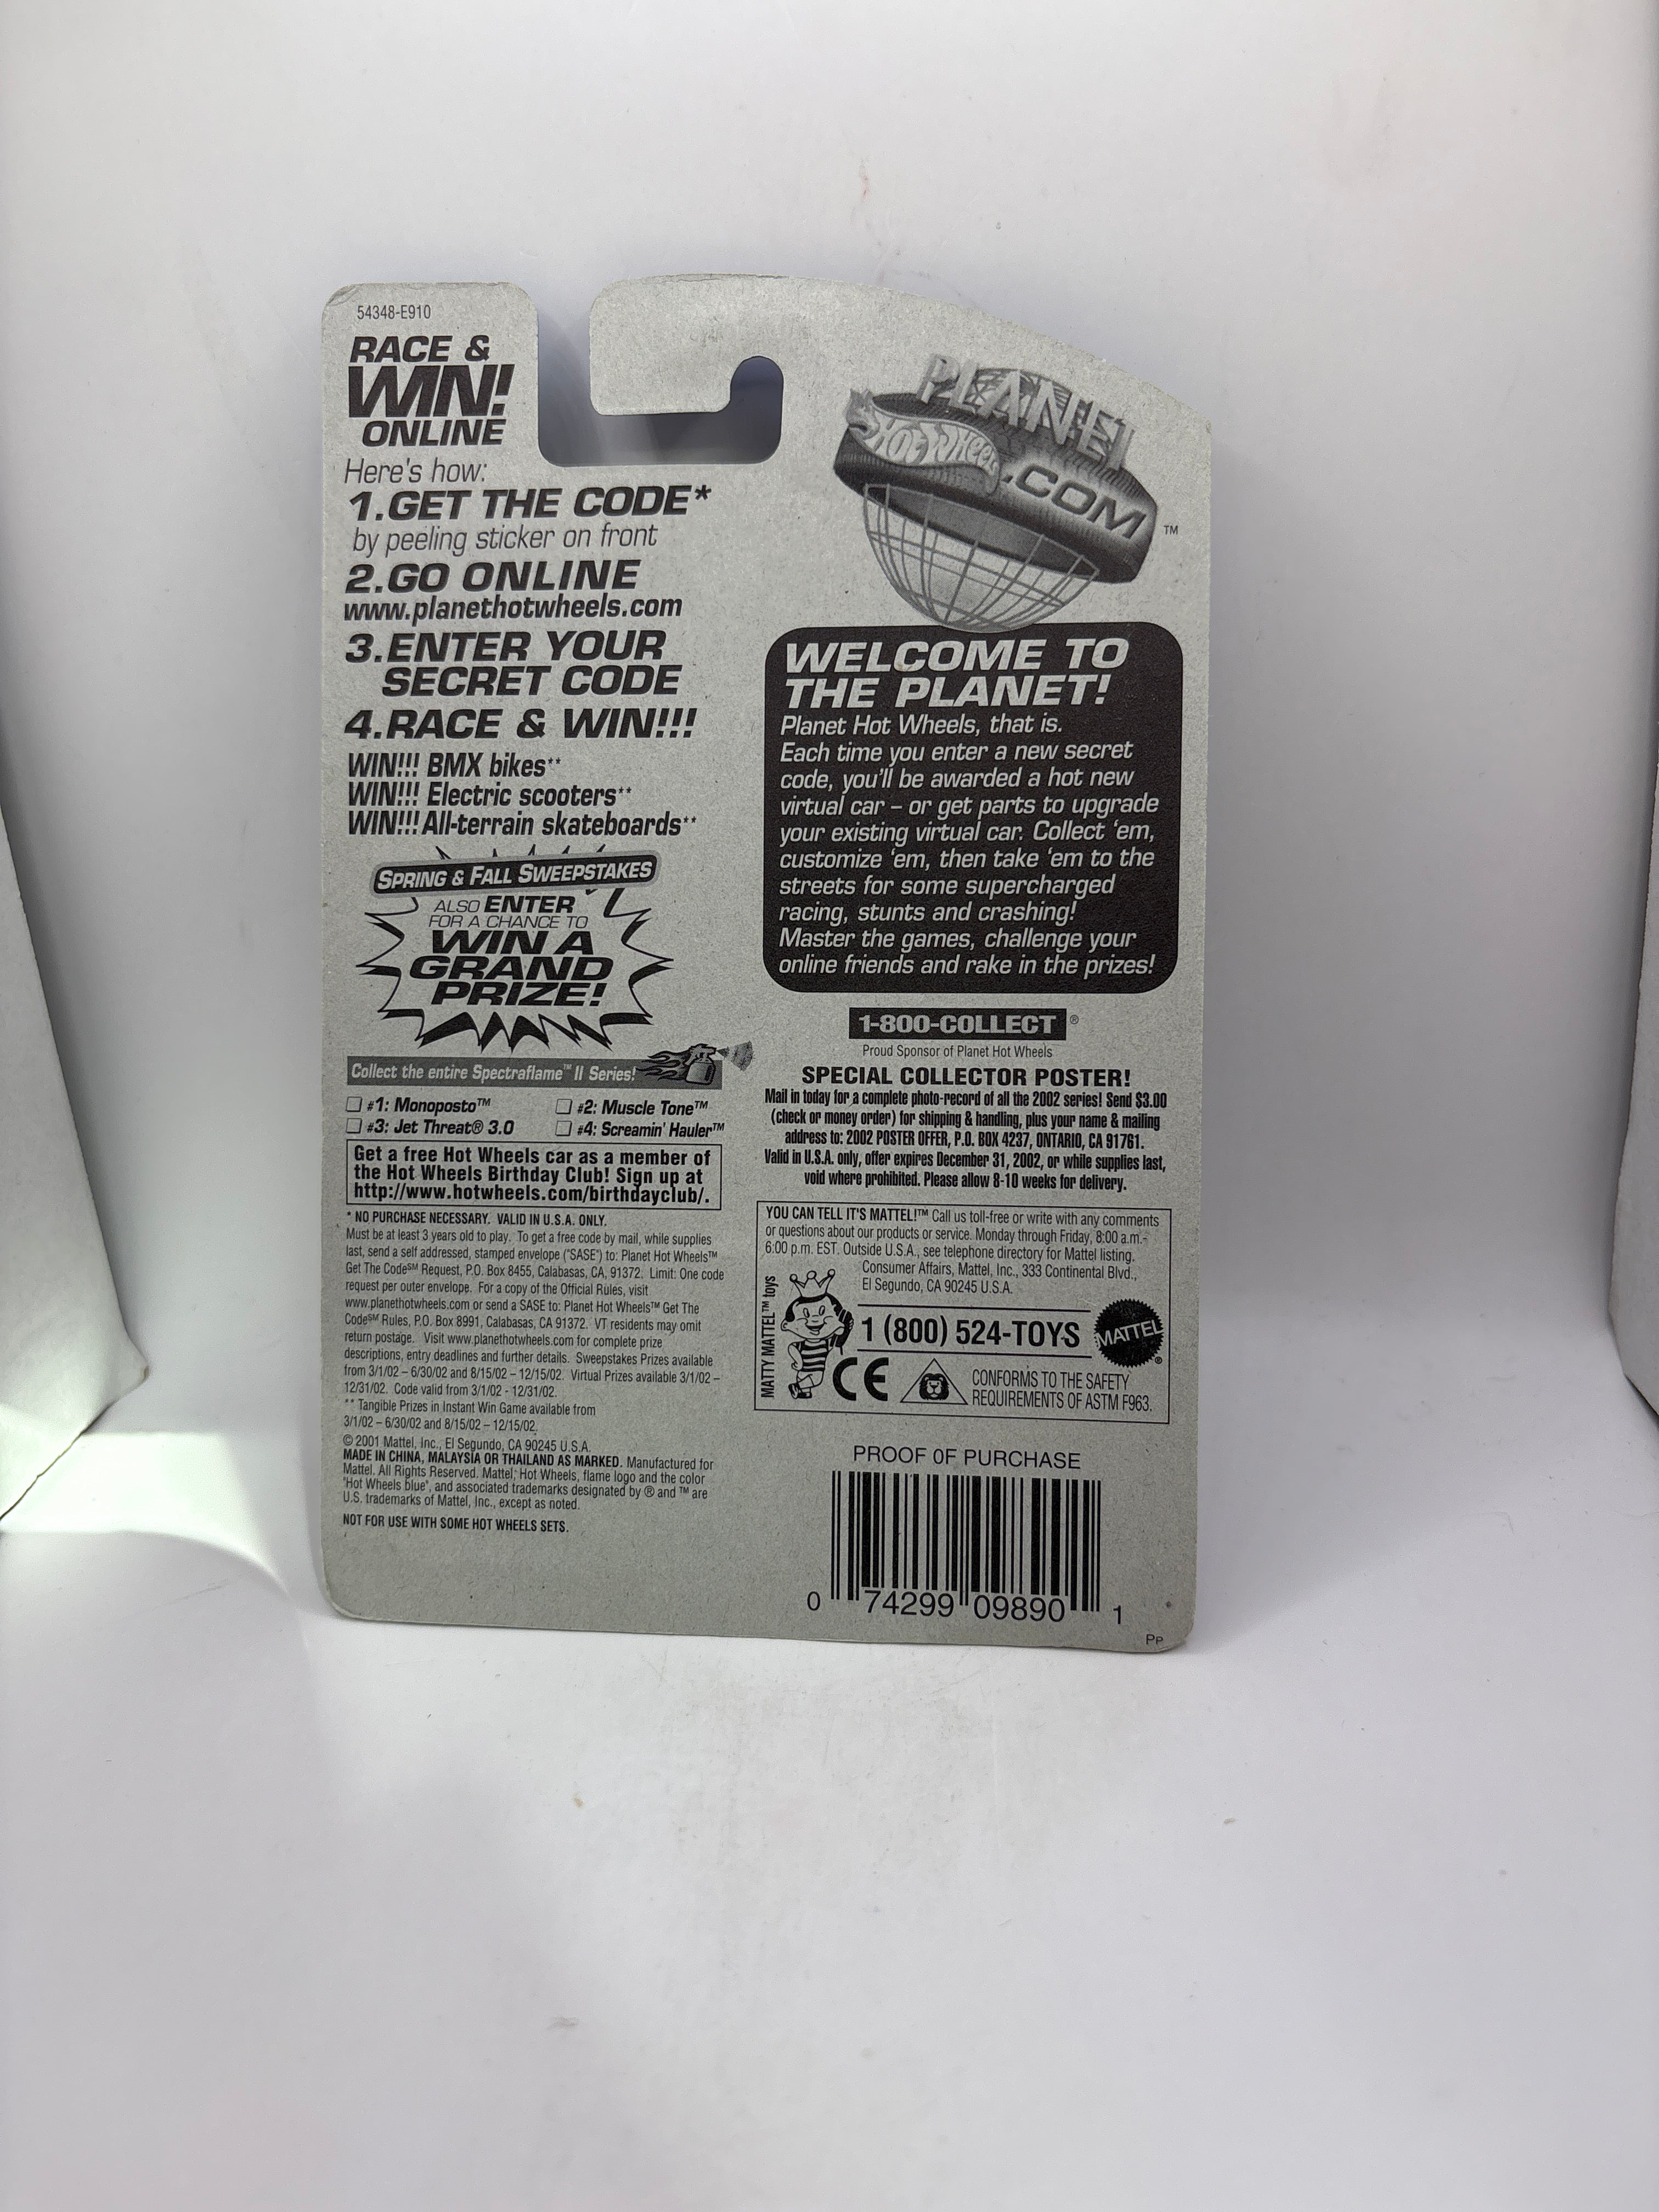 54348-E910
RACE &
WIN!
ONLINE
Here's how:
1.GET THE CODE*
by peeling sticker on front
2.GO ONLINE
www.planethotwheels.com
3.ENTER YOUR
SECRET CODE
4.RACE & WIN!!!
WIN!!! BMX bikes**
WIN!!! Electric scooters**
WIN!!! All-terrain skateboards**
SPRING & FALL SWEEPSTAKES
ALSO ENTER
FOR A CHANCE TO
WIN A
GRAND
PRIZE!
Collect the entire Spectraflame™ II Series!
#1: Monoposto™ #2: Muscle Tone™
#3: Jet Threat® 3.0 #4: Screamin' Hauler™
Get a free Hot Wheels car as a member of
the Hot Wheels Birthday Club! Sign up at
http://www.hotwheels.com/birthdayclub/.
* NO PURCHASE NECESSARY. VALID IN U.S.A. ONLY.
Must be at least 3 years old to play. To get a free code by mail, while supplies
last, send a self addressed, stamped envelope ("SASE") to: Planet Hot Wheels™
Get The Code℠ Request, P.O. Box 8455, Calabasas, CA, 91372. Limit: One code
request per outer envelope. For a copy of the Official Rules, visit
www.planethotwheels.com or send a SASE to: Planet Hot Wheels™ Get The
Code℠ Rules, P.O. Box 8991, Calabasas, CA 91372. VT residents may omit
return postage. Visit www.planethotwheels.com for complete prize
descriptions, entry deadlines and further details. Sweepstakes Prizes available
from 3/1/02 – 6/30/02 and 8/15/02 – 12/15/02. Virtual Prizes available 3/1/02 –
12/31/02. Code valid from 3/1/02 - 12/31/02.
** Tangible Prizes in Instant Win Game available from
3/1/02 – 6/30/02 and 8/15/02 – 12/15/02.
© 2001 Mattel, Inc., El Segundo, CA 90245 U.S.A.
MADE IN CHINA, MALAYSIA OR THAILAND AS MARKED. Manufactured for
Mattel. All Rights Reserved. Mattel, Hot Wheels, flame logo and the color
"Hot Wheels blue", and associated trademarks designated by ® and ™ are
U.S. trademarks of Mattel, Inc., except as noted.
NOT FOR USE WITH SOME HOT WHEELS SETS.
PLANET
HOT WHEELS
.COM
™
WELCOME TO
THE PLANET!
Planet Hot Wheels, that is.
Each time you enter a new secret
code, you'll be awarded a hot new
virtual car – or get parts to upgrade
your existing virtual car. Collect 'em,
customize 'em, then take 'em to the
streets for some supercharged
racing, stunts and crashing!
Master the games, challenge your
online friends and rake in the prizes!
1-800-COLLECT®
Proud Sponsor of Planet Hot Wheels
SPECIAL COLLECTOR POSTER!
Mail in today for a complete photo-record of all the 2002 series! Send $3.00
(check or money order) for shipping & handling, plus your name & mailing
address to: 2002 POSTER OFFER, P.O. BOX 4237, ONTARIO, CA 91761.
Valid in U.S.A. only, offer expires December 31, 2002, or while supplies last,
void where prohibited. Please allow 8-10 weeks for delivery.
YOU CAN TELL IT'S MATTEL!™ Call us toll-free or write with any comments
or questions about our products or service. Monday through Friday, 8:00 a.m.-
6:00 p.m. EST. Outside U.S.A., see telephone directory for Mattel listing.
Consumer Affairs, Mattel, Inc., 333 Continental Blvd.,
El Segundo, CA 90245 U.S.A.
MATTY MATTEL™ toys
1 (800) 524-TOYS
MATTEL®
CE
CONFORMS TO THE SAFETY
REQUIREMENTS OF ASTM F963.
PROOF OF PURCHASE
0 74299 09890 1
PP